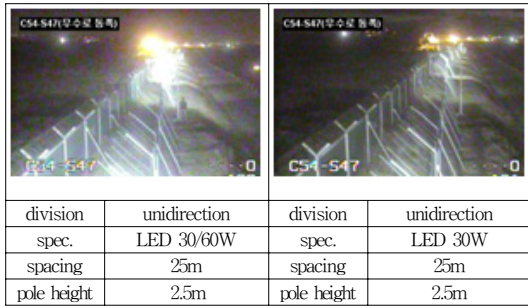 C54-S47(우수로 동쪽)
C54-S47
0
C54-S47(우수로 동쪽)
C54-S47
0
division unidirection division unidirection
spec. LED 30/60W spec. LED 30W
spacing 25m spacing 25m
pole height 2.5m pole height 2.5m